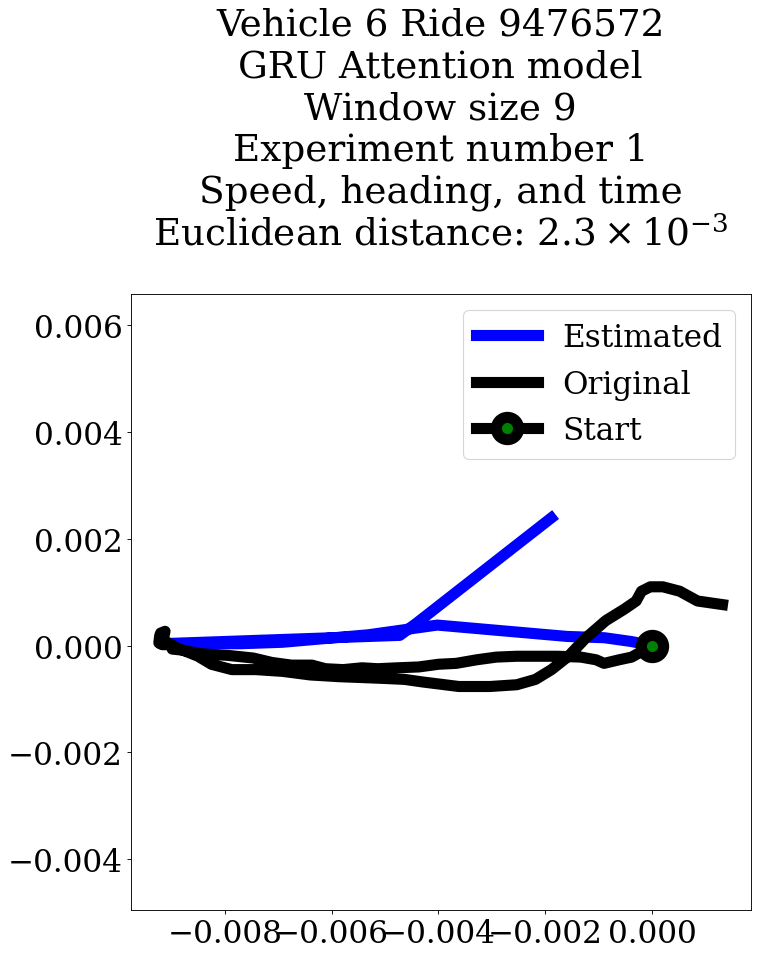 Vehicle 6 Ride 9476572
GRU Attention model
Window size 9
Experiment number 1
Speed, heading, and time
Euclidean distance: 2.3 × 10⁻³
Estimated
Original
Start
0.006
0.004
0.002
0.000
−0.002
−0.004
−0.008 −0.006 −0.004 −0.002 0.000